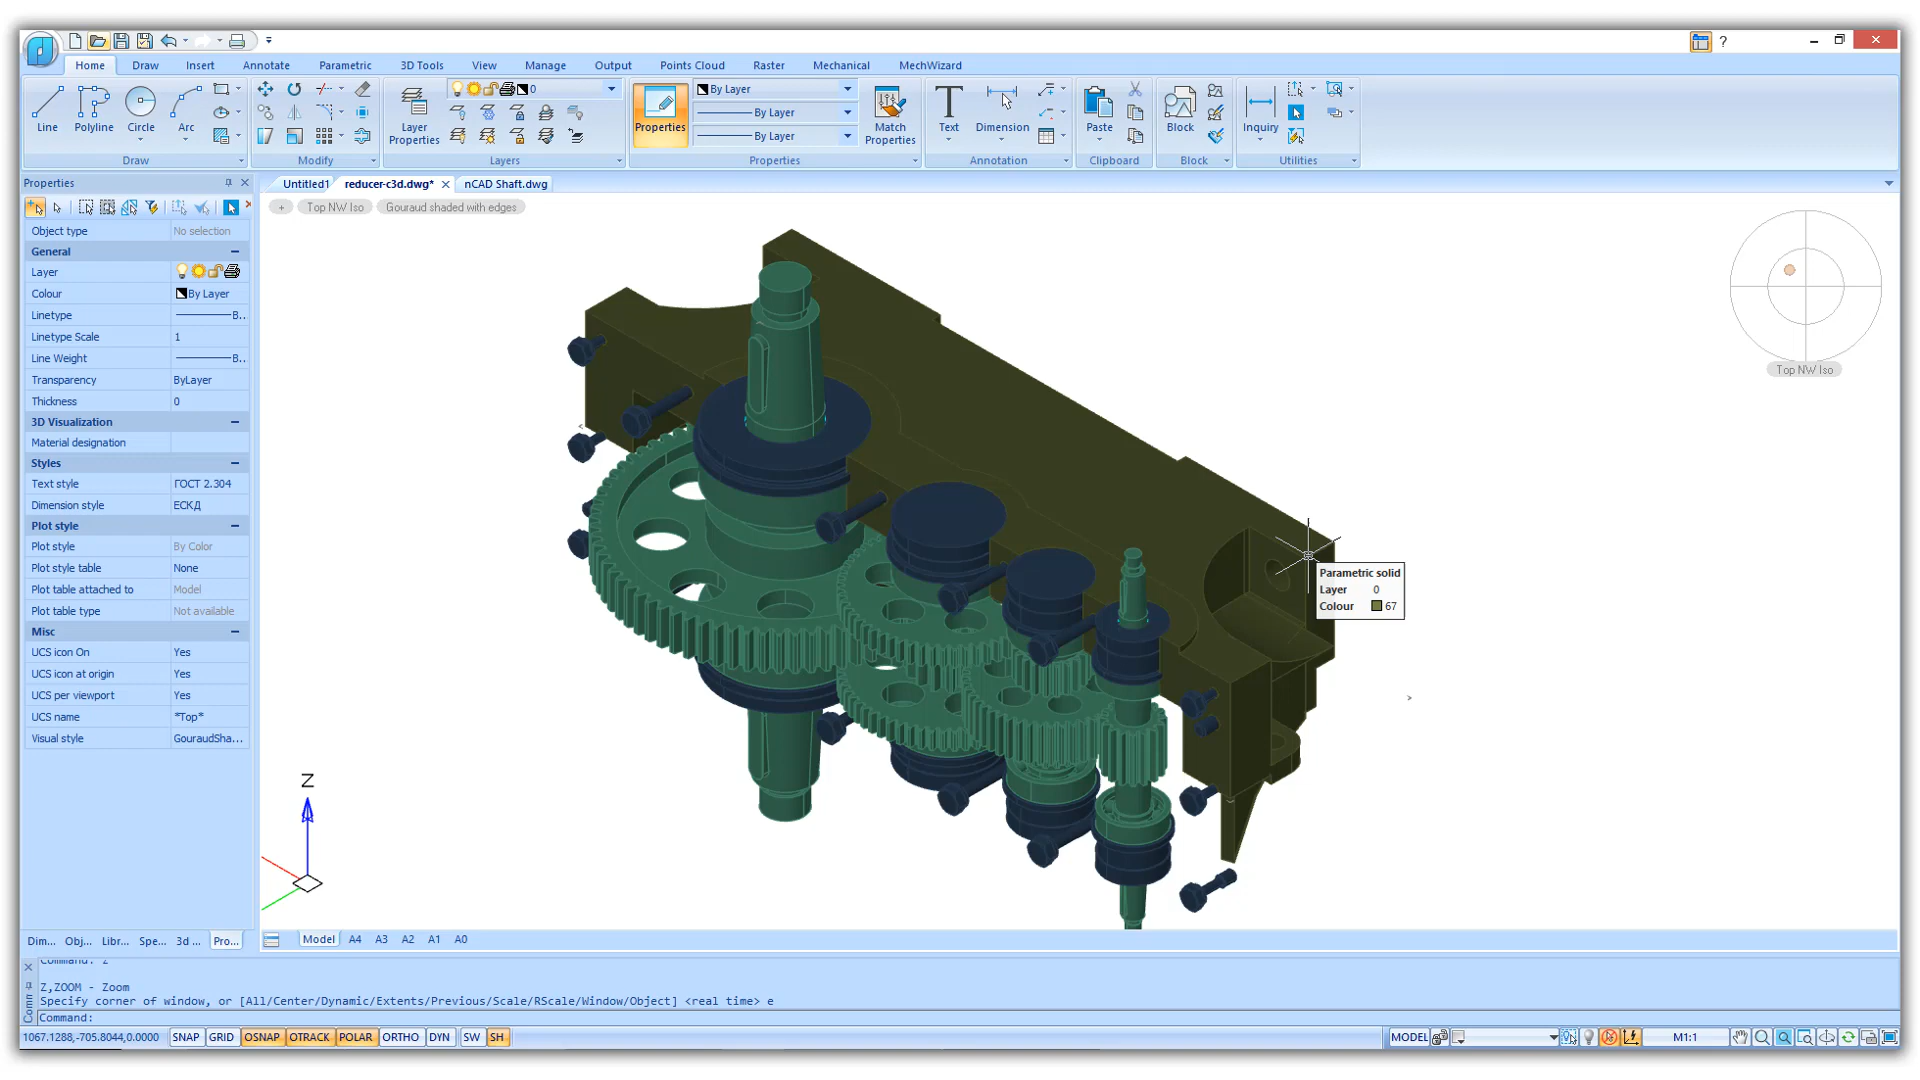 ?
Home Draw Insert Annotate Parametric 3D Tools View Manage Output Points Cloud Raster Mechanical MechWizard
0 By Layer
By Layer
By Layer
Line Polyline Circle Arc Layer Properties Properties Match Properties Text Dimension Paste Block Inquiry
Draw Modify Layers Properties Annotation Clipboard Block Utilities
Properties
Untitled1 reducer-c3d.dwg* nCAD Shaft.dwg
+ Top NW Iso Gouraud shaded with edges
Object type No selection
General
Layer
Colour By Layer
Linetype B..
Linetype Scale 1
Line Weight B..
Transparency ByLayer
Thickness 0
3D Visualization
Material designation
Styles
Text style ГОСТ 2.304
Dimension style ЕСКД
Plot style
Plot style By Color
Plot style table None
Plot table attached to Model
Plot table type Not available
Misc
UCS icon On Yes
UCS icon at origin Yes
UCS per viewport Yes
UCS name *Top*
Visual style GouraudSha...
Top NW Iso
Parametric solid
Layer 0
Colour 67
Z
Dim... Obj... Libr... Spe... 3d ... Pro...
Model A4 A3 A2 A1 A0
Command: z
Z,ZOOM - Zoom
Specify corner of window, or [All/Center/Dynamic/Extents/Previous/Scale/RScale/Window/Object] <real time> e
Command:
Comm
1067.1288,-705.8044,0.0000 SNAP GRID OSNAP OTRACK POLAR ORTHO DYN SW SH MODEL M1:1